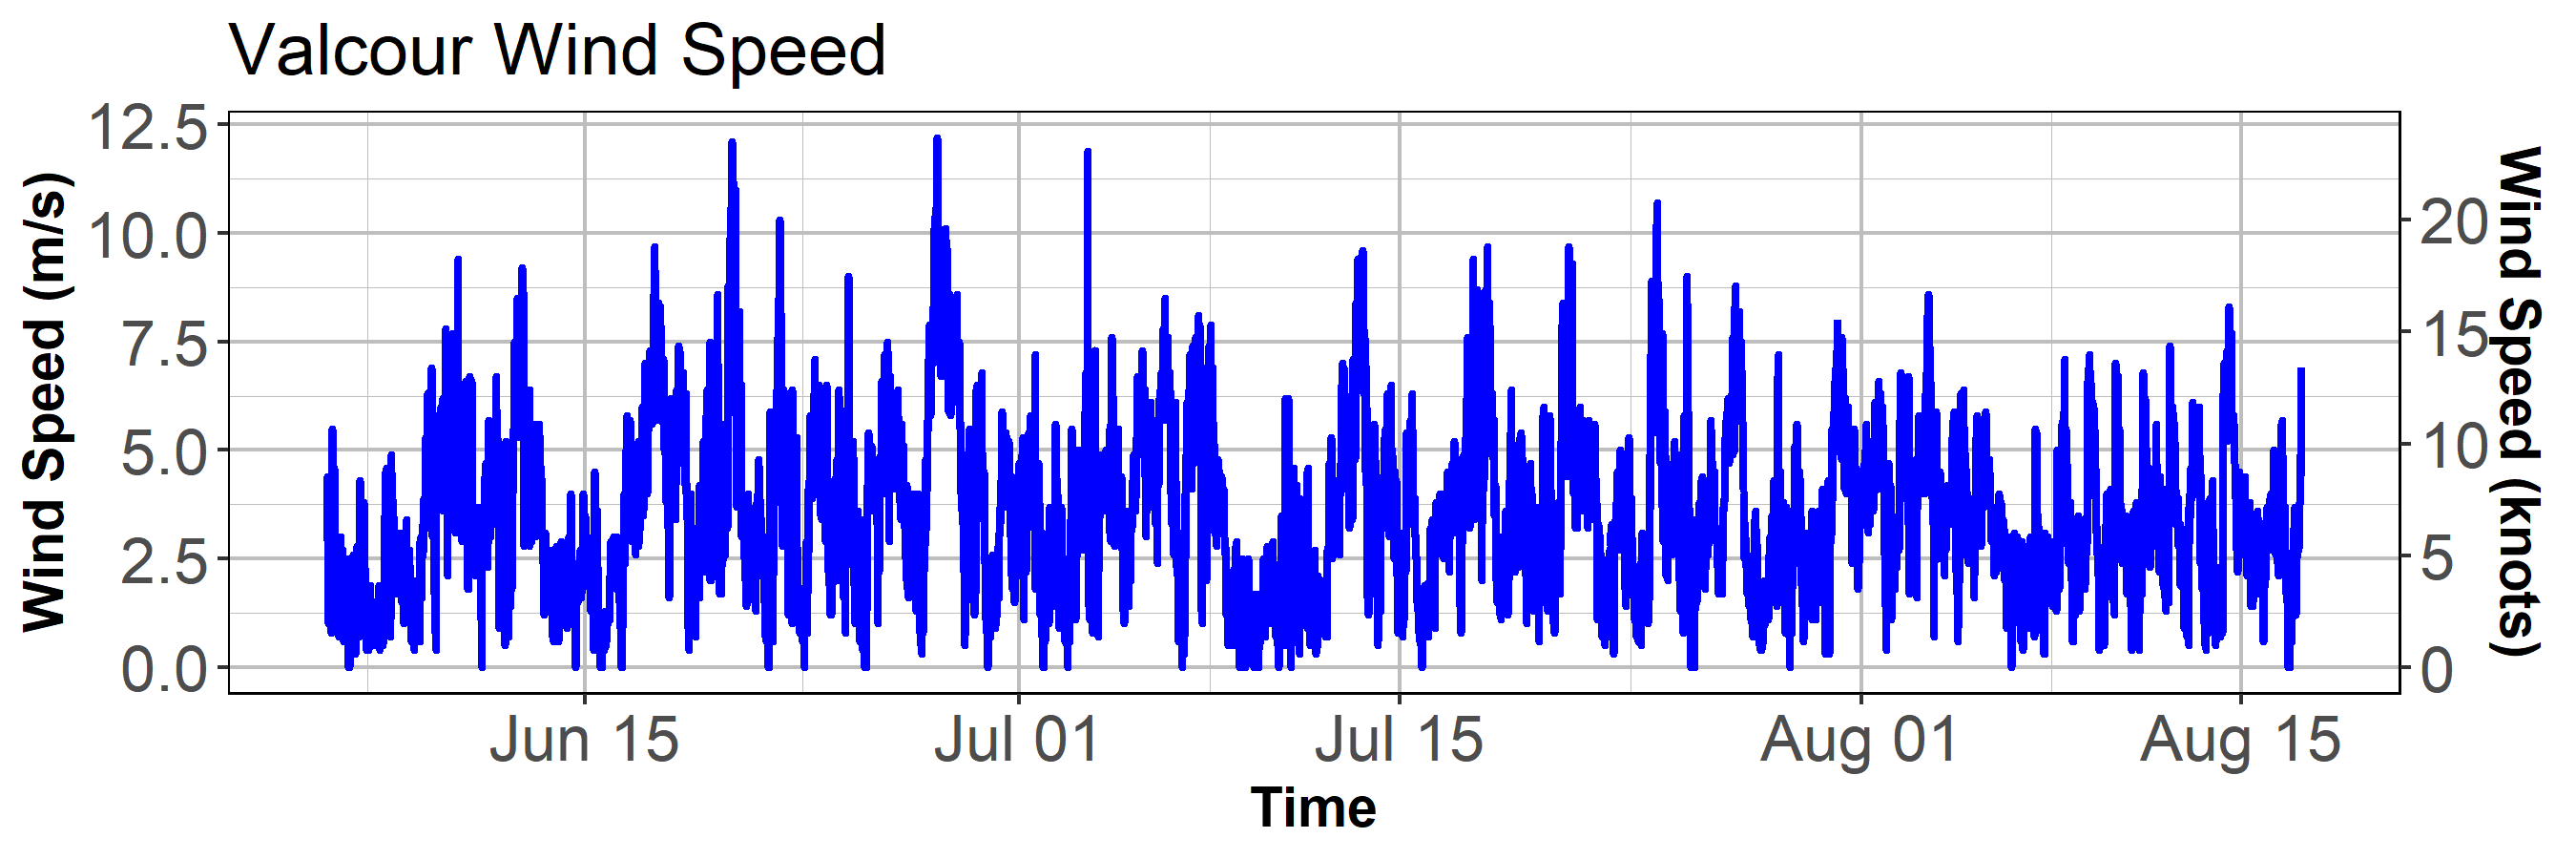 Valcour Wind Speed
Wind Speed (m/s)
12.5
10.0
7.5
5.0
2.5
0.0
20
15
10
5
0
Wind Speed (knots)
Jun 15
Jul 01
Jul 15
Aug 01
Aug 15
Time